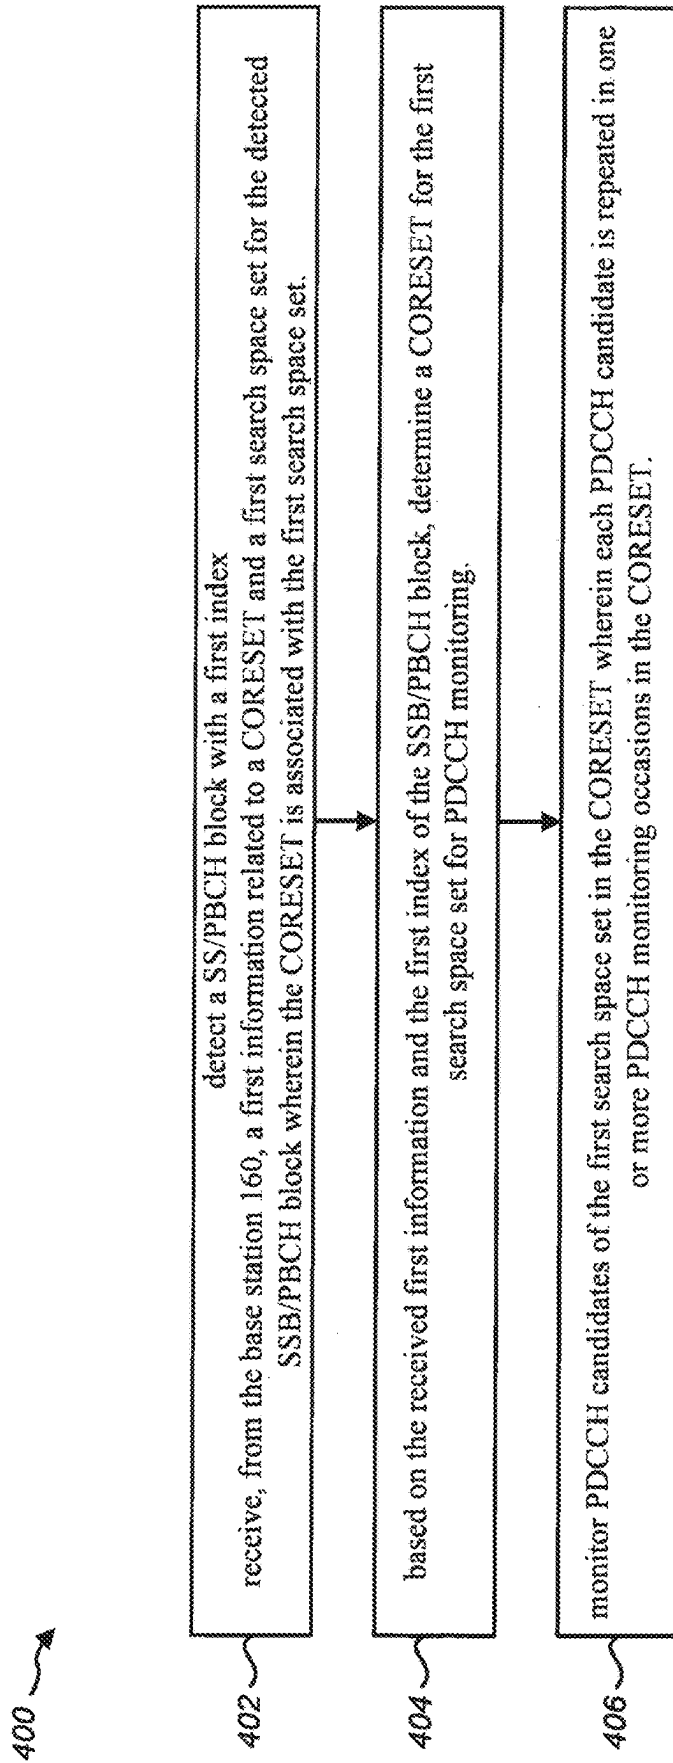 400
402
detect a SS/PBCH block with a first index
receive, from the base station 160, a first information related to a CORESET and a first search space set for the detected
SSB/PBCH block wherein the CORESET is associated with the first search space set.
404
based on the received first information and the first index of the SSB/PBCH block, determine a CORESET for the first
search space set for PDCCH monitoring.
406
monitor PDCCH candidates of the first search space set in the CORESET wherein each PDCCH candidate is repeated in one
or more PDCCH monitoring occasions in the CORESET.